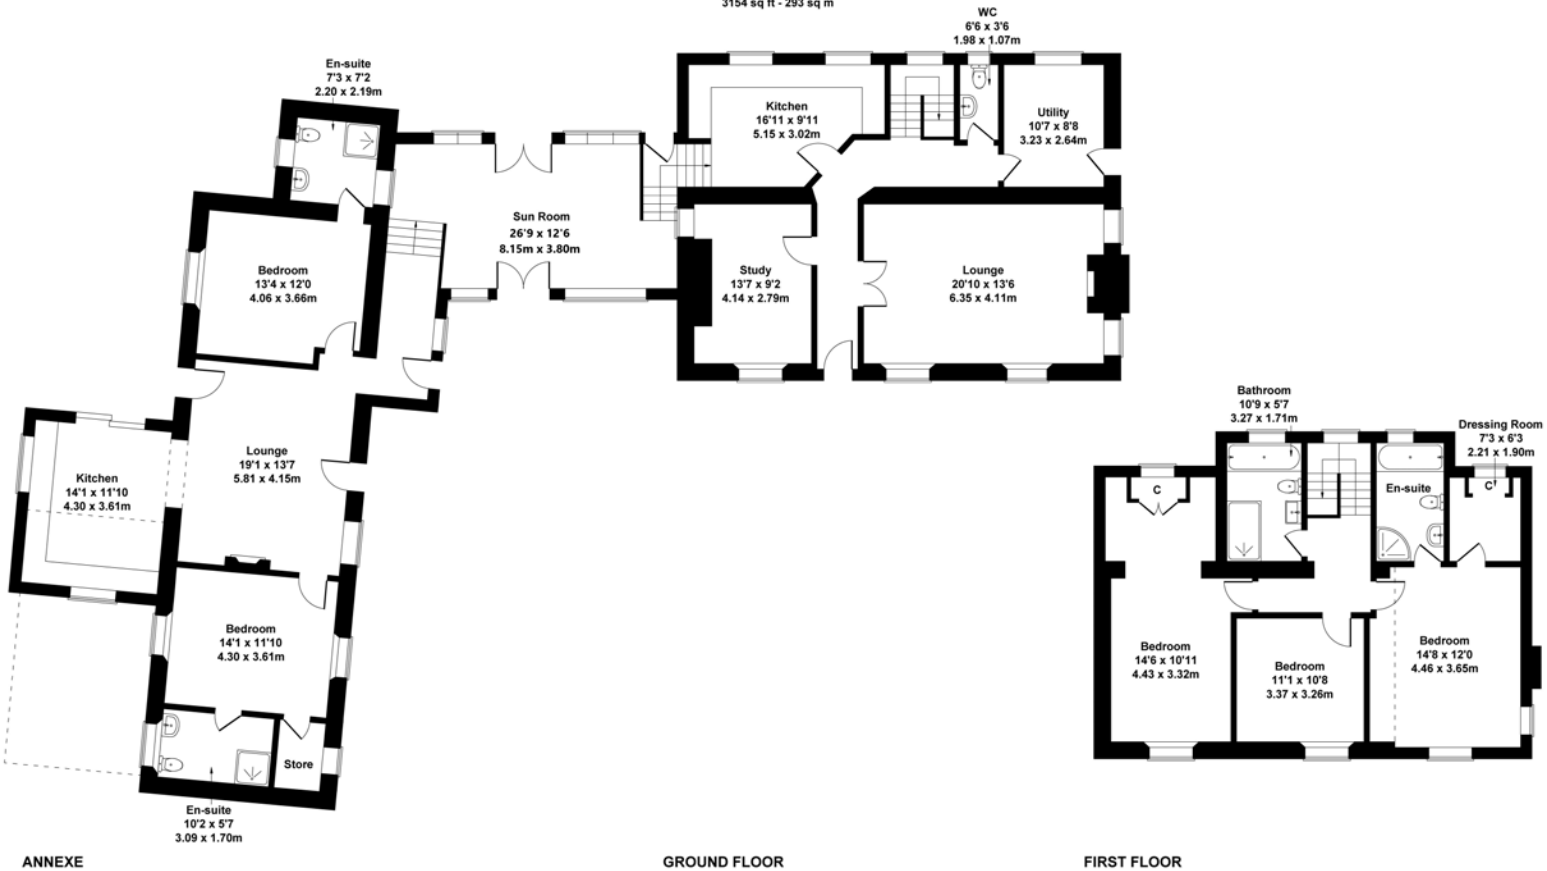 3154 sq ft - 293 sq m
WC
6'6 x 3'6
1.98 x 1.07m
En-suite
7'3 x 7'2
2.20 x 2.19m
Kitchen
16'11 x 9'11
5.15 x 3.02m
Utility
10'7 x 8'8
3.23 x 2.64m
Sun Room
26'9 x 12'6
8.15m x 3.80m
Bedroom
13'4 x 12'0
4.06 x 3.66m
Study
13'7 x 9'2
4.14 x 2.79m
Lounge
20'10 x 13'6
6.35 x 4.11m
Bathroom
10'9 x 5'7
3.27 x 1.71m
Dressing Room
7'3 x 6'3
2.21 x 1.90m
Lounge
19'1 x 13'7
5.81 x 4.15m
Kitchen
14'1 x 11'10
4.30 x 3.61m
C
En-suite
C
Bedroom
14'1 x 11'10
4.30 x 3.61m
Bedroom
14'6 x 10'11
4.43 x 3.32m
Bedroom
11'1 x 10'8
3.37 x 3.26m
Bedroom
14'8 x 12'0
4.46 x 3.65m
Store
En-suite
10'2 x 5'7
3.09 x 1.70m
ANNEXE
GROUND FLOOR
FIRST FLOOR